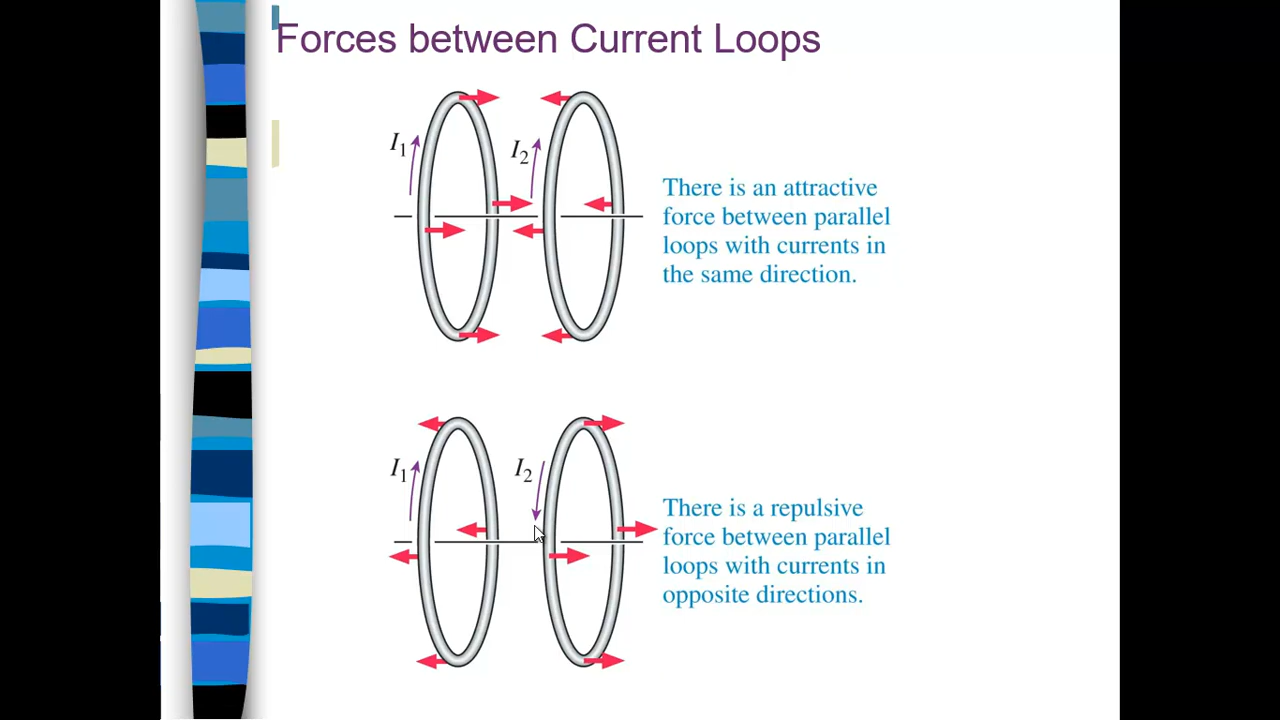 Forces between Current Loops
I₁
I₂
There is an attractive
force between parallel
loops with currents in
the same direction.
I₁
I₂
There is a repulsive
force between parallel
loops with currents in
opposite directions.